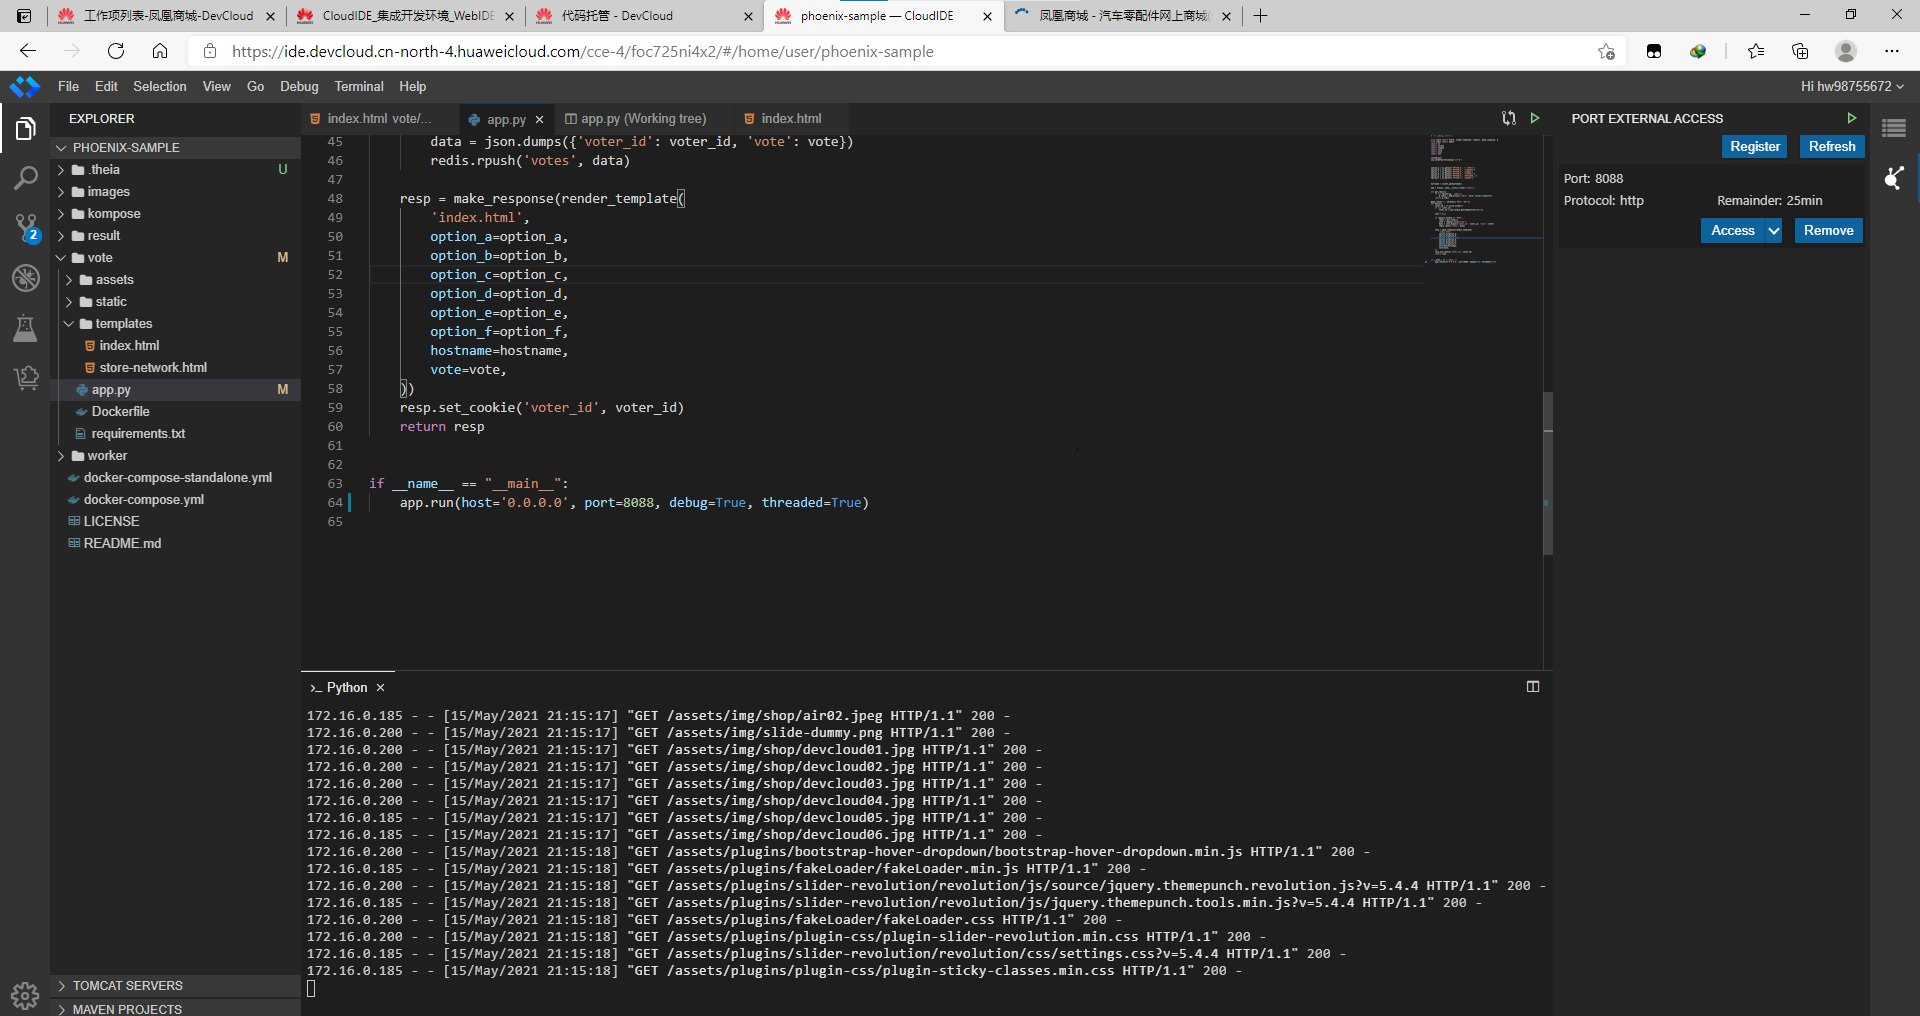 工作项列表-凤凰商城-DevCloud
CloudIDE_集成开发环境_WebIDE
代码托管 - DevCloud
phoenix-sample — CloudIDE
凤凰商城 - 汽车零配件网上商城(
https://ide.devcloud.cn-north-4.huaweicloud.com/cce-4/foc725ni4x2/#/home/user/phoenix-sample
File Edit Selection View Go Debug Terminal Help
Hi hw98755672
EXPLORER
PHOENIX-SAMPLE
.theia U
images
kompose
result
2
vote M
assets
static
templates
index.html
store-network.html
app.py M
Dockerfile
requirements.txt
worker
docker-compose-standalone.yml
docker-compose.yml
LICENSE
README.md
TOMCAT SERVERS
MAVEN PROJECTS
index.html vote/...
app.py
app.py (Working tree)
index.html
45 data = json.dumps({'voter_id': voter_id, 'vote': vote})
46 redis.rpush('votes', data)
47
48 resp = make_response(render_template(
49 'index.html',
50 option_a=option_a,
51 option_b=option_b,
52 option_c=option_c,
53 option_d=option_d,
54 option_e=option_e,
55 option_f=option_f,
56 hostname=hostname,
57 vote=vote,
58 ))
59 resp.set_cookie('voter_id', voter_id)
60 return resp
61
62
63 if __name__ == "__main__":
64 app.run(host='0.0.0.0', port=8088, debug=True, threaded=True)
65
PORT EXTERNAL ACCESS
Register Refresh
Port: 8088
Protocol: http Remainder: 25min
Access Remove
Python
172.16.0.185 - - [15/May/2021 21:15:17] "GET /assets/img/shop/air02.jpeg HTTP/1.1" 200 -
172.16.0.200 - - [15/May/2021 21:15:17] "GET /assets/img/slide-dummy.png HTTP/1.1" 200 -
172.16.0.200 - - [15/May/2021 21:15:17] "GET /assets/img/shop/devcloud01.jpg HTTP/1.1" 200 -
172.16.0.200 - - [15/May/2021 21:15:17] "GET /assets/img/shop/devcloud02.jpg HTTP/1.1" 200 -
172.16.0.200 - - [15/May/2021 21:15:17] "GET /assets/img/shop/devcloud03.jpg HTTP/1.1" 200 -
172.16.0.200 - - [15/May/2021 21:15:17] "GET /assets/img/shop/devcloud04.jpg HTTP/1.1" 200 -
172.16.0.185 - - [15/May/2021 21:15:17] "GET /assets/img/shop/devcloud05.jpg HTTP/1.1" 200 -
172.16.0.185 - - [15/May/2021 21:15:17] "GET /assets/img/shop/devcloud06.jpg HTTP/1.1" 200 -
172.16.0.200 - - [15/May/2021 21:15:18] "GET /assets/plugins/bootstrap-hover-dropdown/bootstrap-hover-dropdown.min.js HTTP/1.1" 200 -
172.16.0.185 - - [15/May/2021 21:15:18] "GET /assets/plugins/fakeLoader/fakeLoader.min.js HTTP/1.1" 200 -
172.16.0.200 - - [15/May/2021 21:15:18] "GET /assets/plugins/slider-revolution/revolution/js/source/jquery.themepunch.revolution.js?v=5.4.4 HTTP/1.1" 200 -
172.16.0.185 - - [15/May/2021 21:15:18] "GET /assets/plugins/slider-revolution/revolution/js/jquery.themepunch.tools.min.js?v=5.4.4 HTTP/1.1" 200 -
172.16.0.200 - - [15/May/2021 21:15:18] "GET /assets/plugins/fakeLoader/fakeLoader.css HTTP/1.1" 200 -
172.16.0.200 - - [15/May/2021 21:15:18] "GET /assets/plugins/plugin-css/plugin-slider-revolution.min.css HTTP/1.1" 200 -
172.16.0.185 - - [15/May/2021 21:15:18] "GET /assets/plugins/slider-revolution/revolution/css/settings.css?v=5.4.4 HTTP/1.1" 200 -
172.16.0.185 - - [15/May/2021 21:15:18] "GET /assets/plugins/plugin-css/plugin-sticky-classes.min.css HTTP/1.1" 200 -